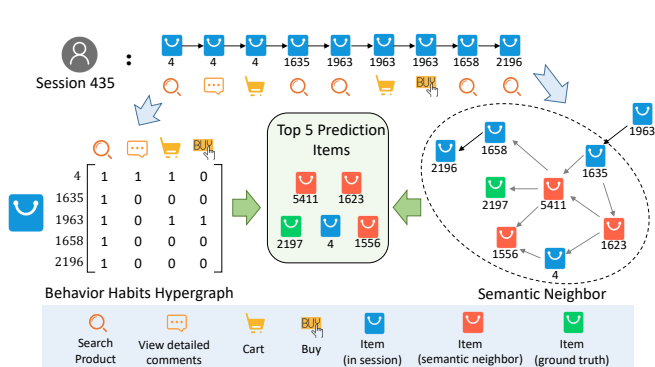 Session 435 :
4 4 4 1635 1963 1963 1963 1658 2196
BUY
BUY
4 1 1 1 0
1635 1 0 0 0
1963 1 0 1 1
1658 1 0 0 0
2196 1 0 0 0
Behavior Habits Hypergraph
Top 5 Prediction
Items
5411 1623
2197 4 1556
1963
1658
2196
1635
2197
5411
1556
1623
4
Semantic Neighbor
Search
Product
View detailed
comments
Cart
BUY
Buy
Item
(in session)
Item
(semantic neighbor)
Item
(ground truth)